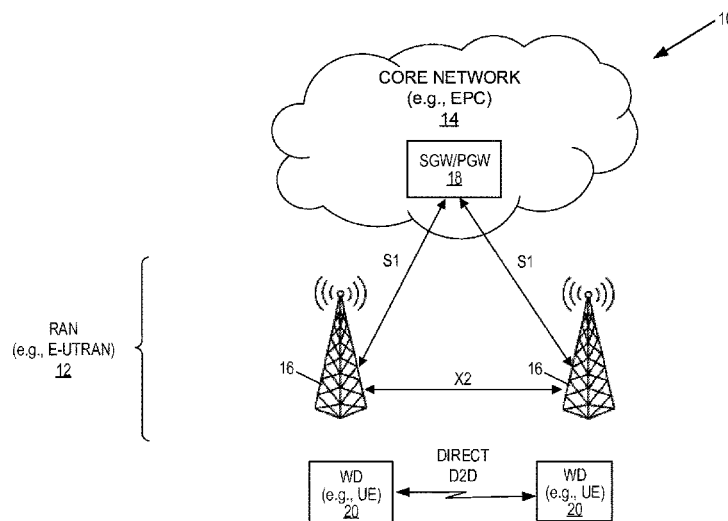 10
CORE NETWORK
(e.g., EPC)
14
SGW/PGW
18
S1
S1
RAN
(e.g., E-UTRAN)
12
16
X2
16
WD
(e.g., UE)
20
DIRECT
D2D
WD
(e.g., UE)
20